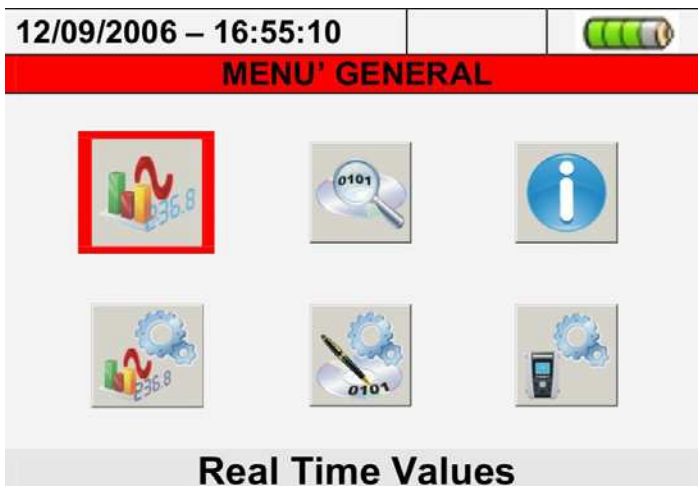 12/09/2006 – 16:55:10
MENU’ GENERAL
236.8
0101
236.8
0101
Real Time Values